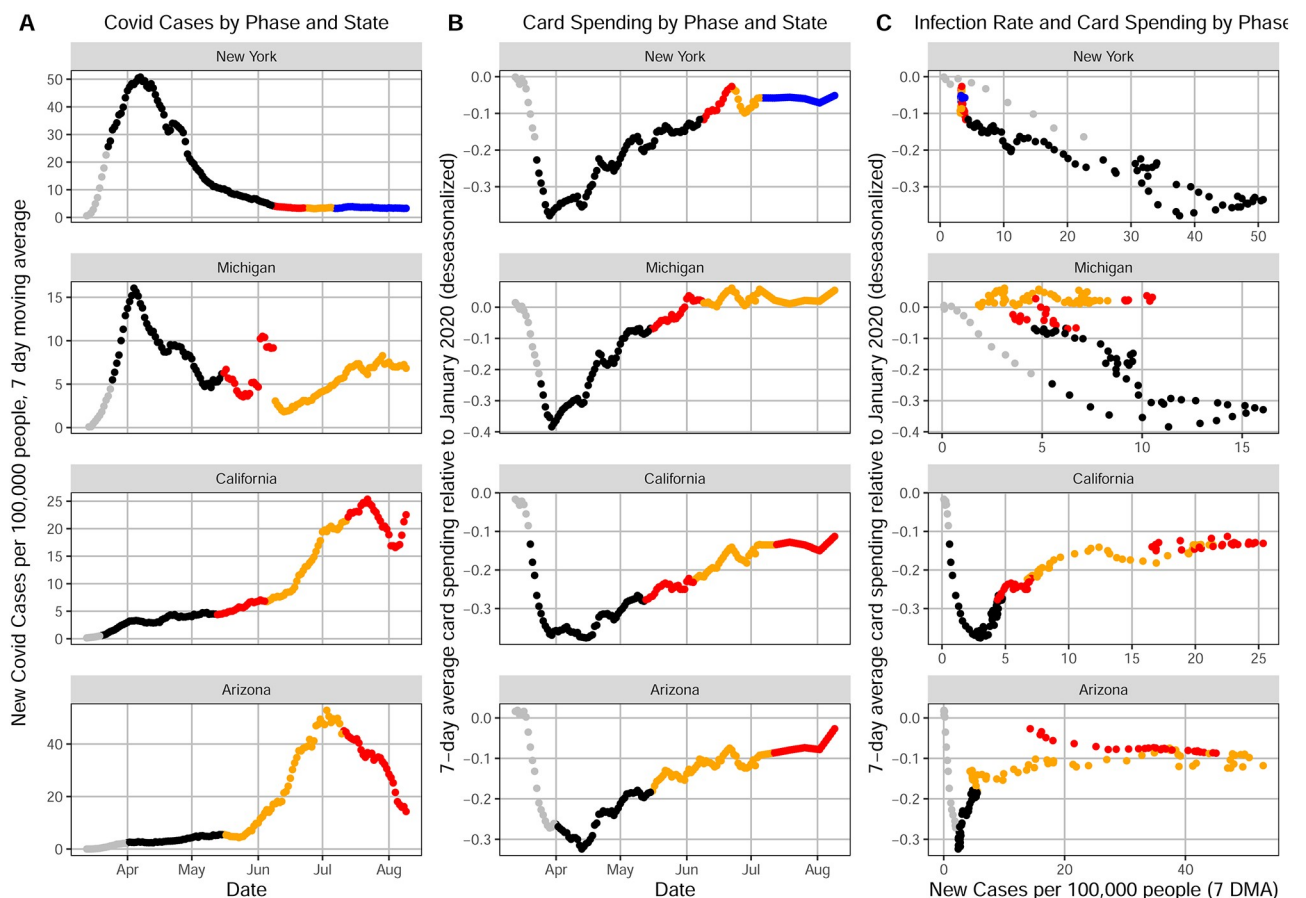 A
Covid Cases by Phase and State
New Covid Cases per 100,000 people, 7 day moving average
New York
50
40
30
20
10
0
Michigan
15
10
5
0
California
25
20
15
10
5
0
Arizona
40
20
0
Apr May Jun Jul Aug
Date
B
Card Spending by Phase and State
7−day average card spending relative to January 2020 (deseasonalized)
New York
0.0
−0.1
−0.2
−0.3
Michigan
0.0
−0.1
−0.2
−0.3
−0.4
California
0.0
−0.1
−0.2
−0.3
Arizona
0.0
−0.1
−0.2
−0.3
Apr May Jun Jul Aug
Date
C
Infection Rate and Card Spending by Phase
7−day average card spending relative to January 2020 (deseasonalized)
New York
0.0
−0.1
−0.2
−0.3
0 10 20 30 40 50
Michigan
0.0
−0.1
−0.2
−0.3
−0.4
0 5 10 15
California
0.0
−0.1
−0.2
−0.3
0 5 10 15 20 25
Arizona
0.0
−0.1
−0.2
−0.3
0 20 40
New Cases per 100,000 people (7 DMA)